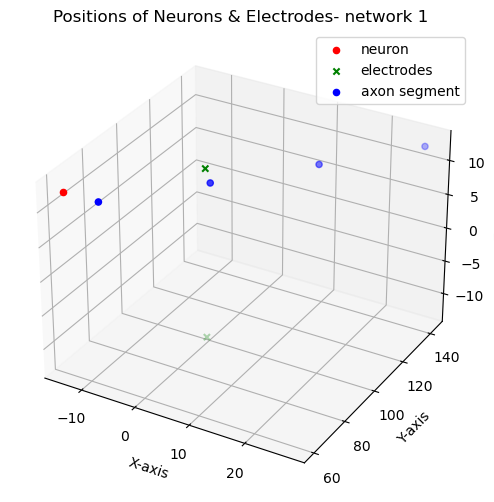 Positions of Neurons & Electrodes- network 1
neuron
electrodes
axon segment
10
5
0
−5
−10
140
120
100
80
60
Y-axis
−10
0
10
20
X-axis